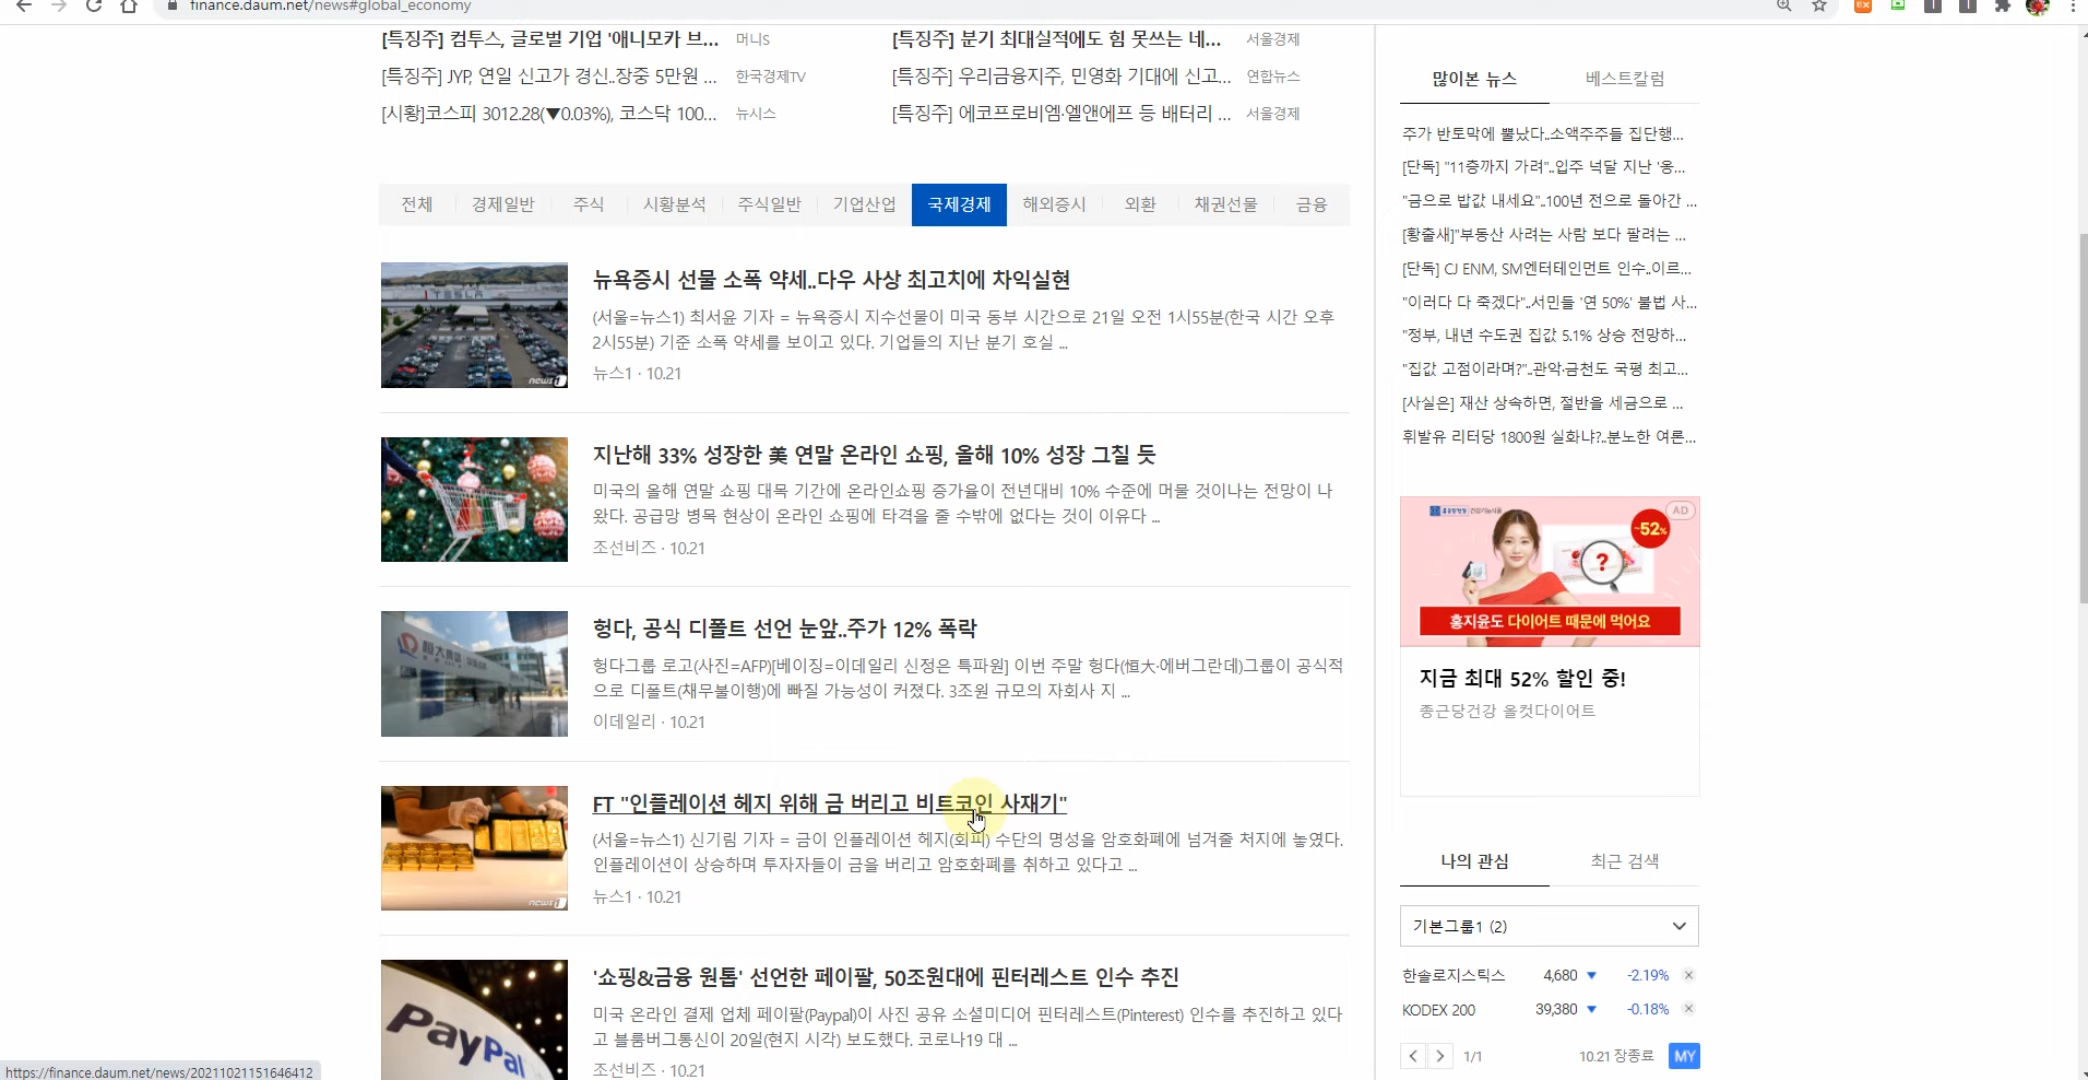 finance.daum.net/news#global_economy
[특징주] 컴투스, 글로벌 기업 '애니모카 브... 머니S
[특징주] 분기 최대실적에도 힘 못쓰는 네... 서울경제
[특징주] JYP, 연일 신고가 경신..장중 5만원 ... 한국경제TV
[특징주] 우리금융지주, 민영화 기대에 신고... 연합뉴스
[시황]코스피 3012.28(▼0.03%), 코스닥 100... 뉴시스
[특징주] 에코프로비엠·엘앤에프 등 배터리 ... 서울경제
전체 경제일반 주식 시황분석 주식일반 기업산업 국제경제 해외증시 외환 채권선물 금융
TESLA
news1
뉴욕증시 선물 소폭 약세..다우 사상 최고치에 차익실현
(서울=뉴스1) 최서윤 기자 = 뉴욕증시 지수선물이 미국 동부 시간으로 21일 오전 1시55분(한국 시간 오후
2시55분) 기준 소폭 약세를 보이고 있다. 기업들의 지난 분기 호실 ...
뉴스1 · 10.21
지난해 33% 성장한 美 연말 온라인 쇼핑, 올해 10% 성장 그칠 듯
미국의 올해 연말 쇼핑 대목 기간에 온라인쇼핑 증가율이 전년대비 10% 수준에 머물 것이나는 전망이 나
왔다. 공급망 병목 현상이 온라인 쇼핑에 타격을 줄 수밖에 없다는 것이 이유다 ...
조선비즈 · 10.21
헝다, 공식 디폴트 선언 눈앞..주가 12% 폭락
헝다그룹 로고(사진=AFP)[베이징=이데일리 신정은 특파원] 이번 주말 헝다(恒大·에버그란데)그룹이 공식적
으로 디폴트(채무불이행)에 빠질 가능성이 커졌다. 3조원 규모의 자회사 지 ...
이데일리 · 10.21
news1
FT "인플레이션 헤지 위해 금 버리고 비트코인 사재기"
(서울=뉴스1) 신기림 기자 = 금이 인플레이션 헤지(회피) 수단의 명성을 암호화폐에 넘겨줄 처지에 놓였다.
인플레이션이 상승하며 투자자들이 금을 버리고 암호화폐를 취하고 있다고 ...
뉴스1 · 10.21
PayPal
'쇼핑&금융 원톱' 선언한 페이팔, 50조원대에 핀터레스트 인수 추진
미국 온라인 결제 업체 페이팔(Paypal)이 사진 공유 소셜미디어 핀터레스트(Pinterest) 인수를 추진하고 있다
고 블룸버그통신이 20일(현지 시각) 보도했다. 코로나19 대 ...
조선비즈 · 10.21
많이본 뉴스 베스트칼럼
주가 반토막에 뿔났다..소액주주들 집단행...
[단독] "11층까지 가려"..입주 넉달 지난 '옹...
"금으로 밥값 내세요"..100년 전으로 돌아간 ...
[황출새]"부동산 사려는 사람 보다 팔려는 ...
[단독] CJ ENM, SM엔터테인먼트 인수..이르...
"이러다 다 죽겠다"..서민들 '연 50%' 불법 사...
"정부, 내년 수도권 집값 5.1% 상승 전망하...
"집값 고점이라며?"..관악·금천도 국평 최고...
[사실은] 재산 상속하면, 절반을 세금으로 ...
휘발유 리터당 1800원 실화냐?..분노한 여론...
AD
~52%
?
홍지윤도 다이어트 때문에 먹어요
지금 최대 52% 할인 중!
종근당건강 올컷다이어트
나의 관심 최근 검색
기본그룹1 (2)
한솔로지스틱스 4,680 ▼ -2.19% ×
KODEX 200 39,380 ▼ -0.18% ×
1/1 10.21 장종료 MY
https://finance.daum.net/news/20211021151646412